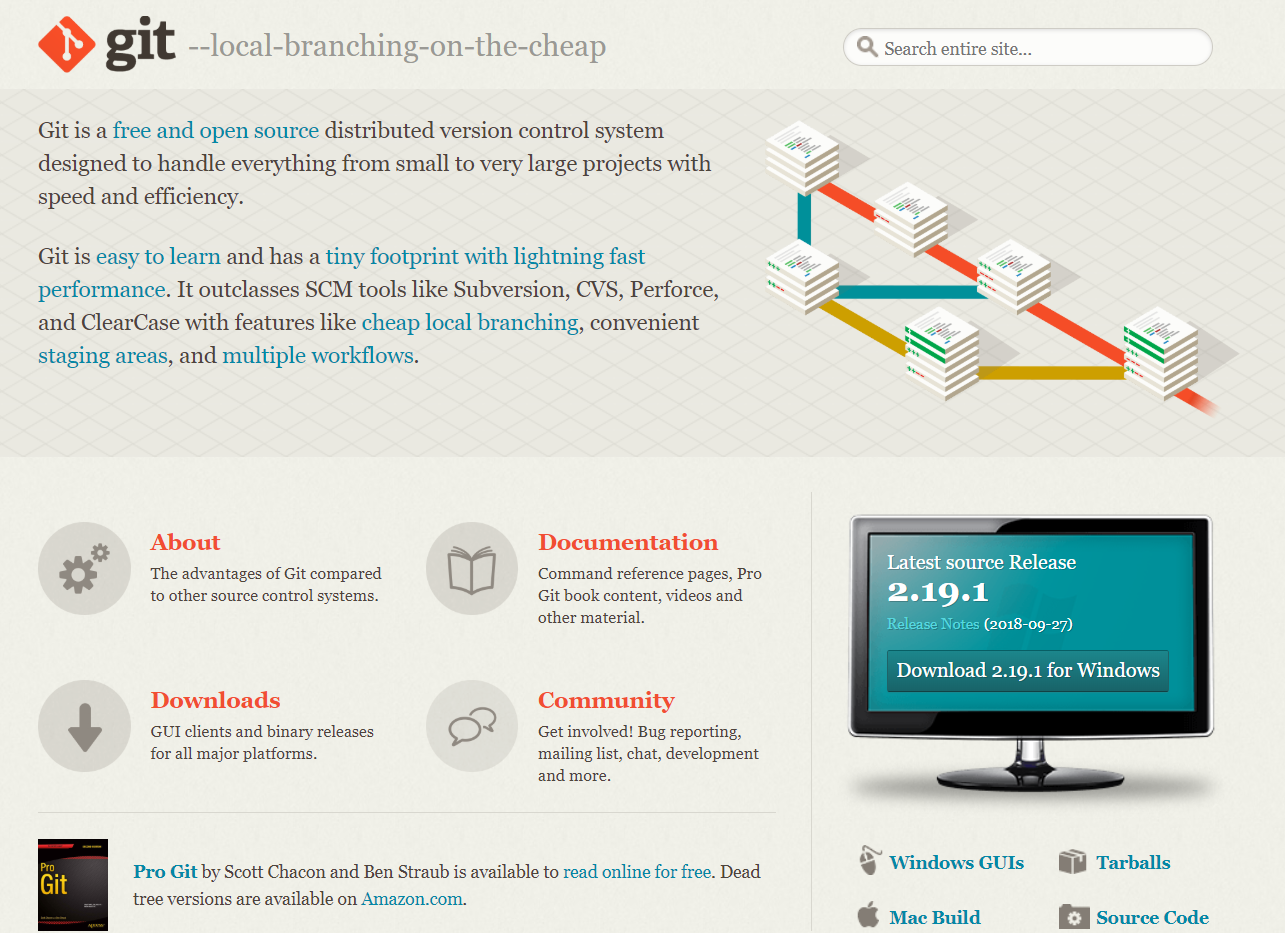 git --local-branching-on-the-cheap
Search entire site...
Git is a free and open source distributed version control system
designed to handle everything from small to very large projects with
speed and efficiency.
Git is easy to learn and has a tiny footprint with lightning fast
performance. It outclasses SCM tools like Subversion, CVS, Perforce,
and ClearCase with features like cheap local branching, convenient
staging areas, and multiple workflows.
About
The advantages of Git compared
to other source control systems.
Documentation
Command reference pages, Pro
Git book content, videos and
other material.
Downloads
GUI clients and binary releases
for all major platforms.
Community
Get involved! Bug reporting,
mailing list, chat, development
and more.
Pro
Git
Pro Git by Scott Chacon and Ben Straub is available to read online for free. Dead
tree versions are available on Amazon.com.
Latest source Release
2.19.1
Release Notes (2018-09-27)
Download 2.19.1 for Windows
Windows GUIs
Tarballs
Mac Build
Source Code